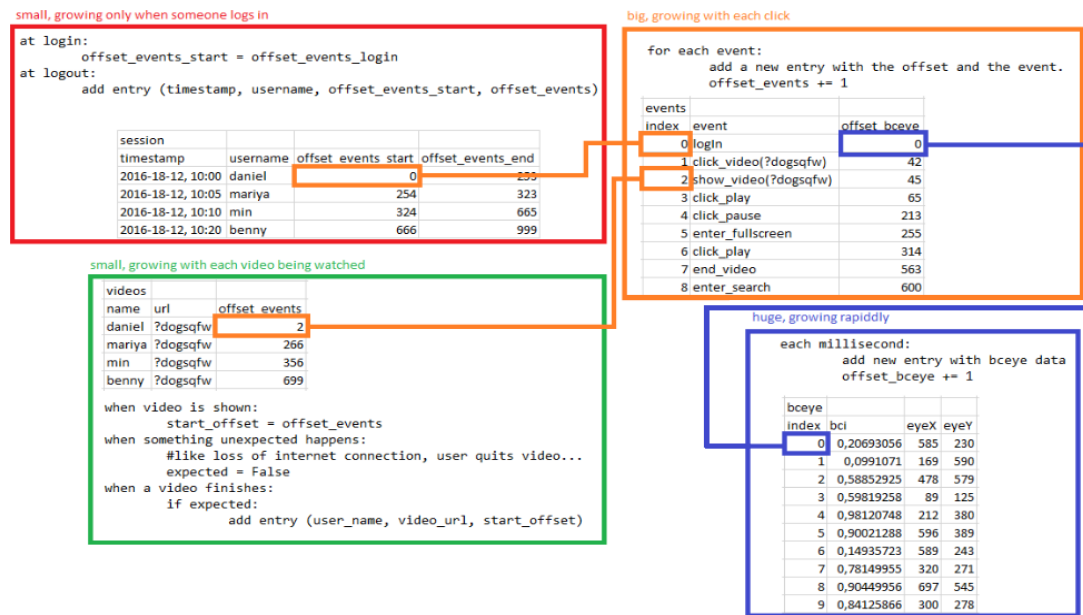 small, growing only when someone logs in
at login:
offset_events_start = offset_events_login
at logout:
add entry (timestamp, username, offset_events_start, offset_events)
session
timestamp username offset_events_start offset_events_end
2016-18-12, 10:00 daniel 0 253
2016-18-12, 10:05 mariya 254 323
2016-18-12, 10:10 min 324 665
2016-18-12, 10:20 benny 666 999
big, growing with each click
for each event:
add a new entry with the offset and the event.
offset_events += 1
events
index event offset_bceye
0 logIn 0
1 click_video(?dogsqfw) 42
2 show_video(?dogsqfw) 45
3 click_play 65
4 click_pause 213
5 enter_fullscreen 255
6 click_play 314
7 end_video 563
8 enter_search 600
small, growing with each video being watched
videos
name url offset_events
daniel ?dogsqfw 2
mariya ?dogsqfw 266
min ?dogsqfw 356
benny ?dogsqfw 699
when video is shown:
start_offset = offset_events
when something unexpected happens:
#like loss of internet connection, user quits video...
expected = False
when a video finishes:
if expected:
add entry (user_name, video_url, start_offset)
huge, growing rapiddly
each millisecond:
add new entry with bceye data
offset_bceye += 1
bceye
index bci eyeX eyeY
0 0,20693056 585 230
1 0,0991071 169 590
2 0,58852925 478 579
3 0,59819258 89 125
4 0,98120748 212 380
5 0,90021288 596 389
6 0,14935723 589 243
7 0,78149955 320 271
8 0,90449956 697 545
9 0,84125866 300 278